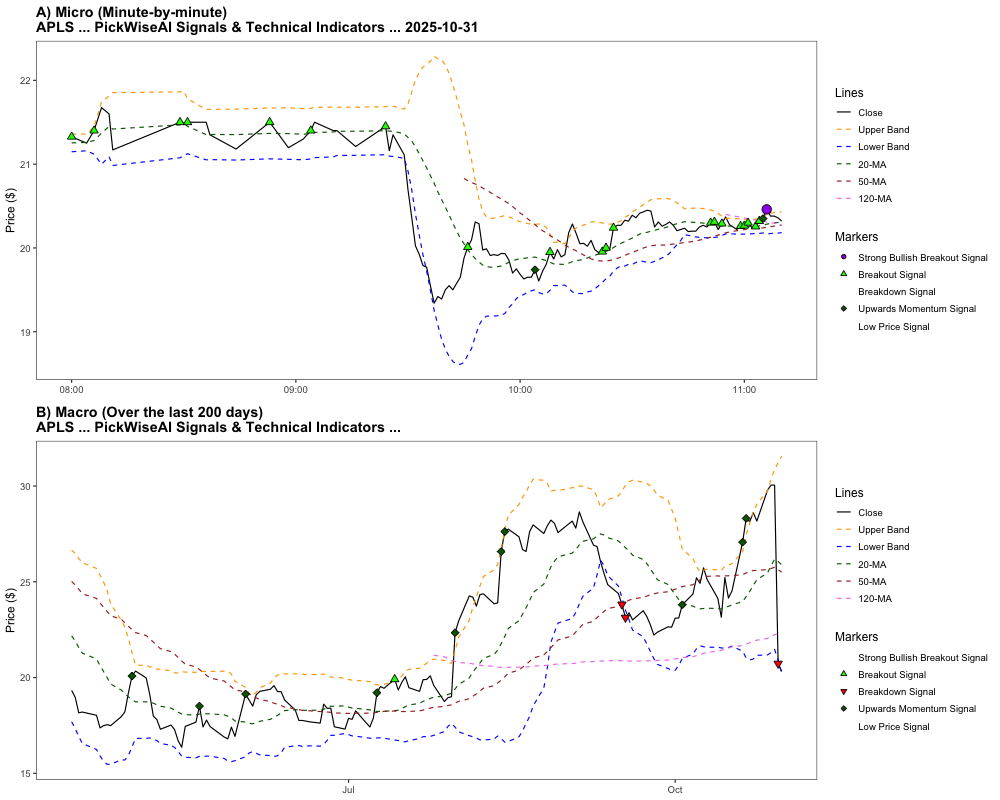 A) Micro (Minute-by-minute)
APLS ... PickWiseAI Signals & Technical Indicators ... 2025-10-31
Price ($)
22
21
20
19
08:00
09:00
10:00
11:00
Lines
Close
Upper Band
Lower Band
20-MA
50-MA
120-MA
Markers
Strong Bullish Breakout Signal
Breakout Signal
Breakdown Signal
Upwards Momentum Signal
Low Price Signal
B) Macro (Over the last 200 days)
APLS ... PickWiseAI Signals & Technical Indicators ...
Price ($)
30
25
20
15
Jul
Oct
Lines
Close
Upper Band
Lower Band
20-MA
50-MA
120-MA
Markers
Strong Bullish Breakout Signal
Breakout Signal
Breakdown Signal
Upwards Momentum Signal
Low Price Signal